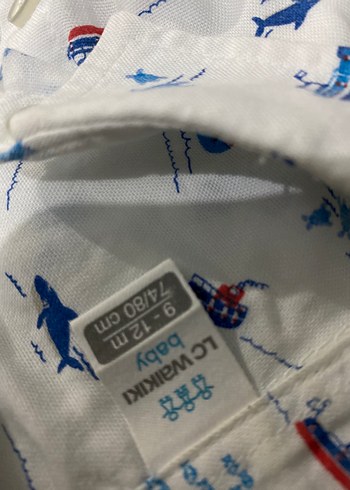 LC WAIKIKI
baby
9 - 12 m
74/80 cm